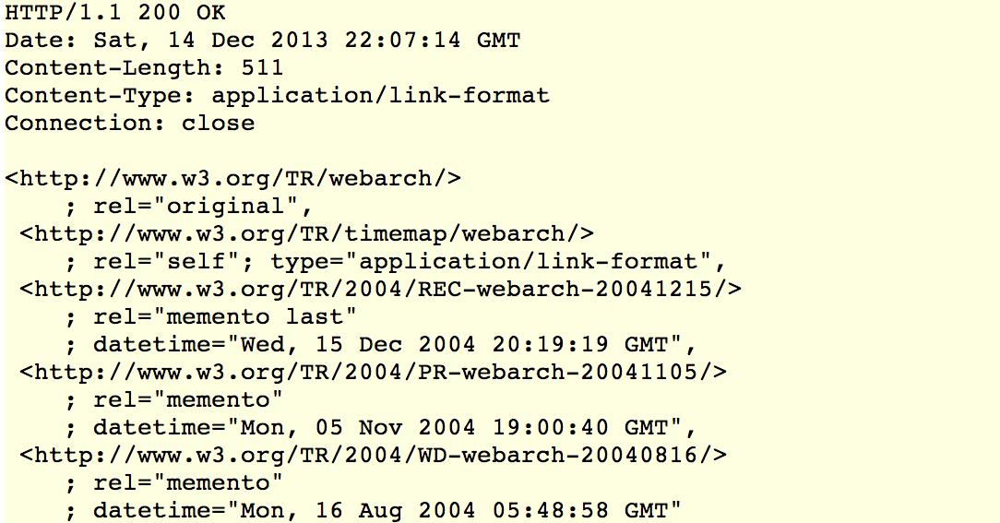 HTTP/1.1 200 OK
Date: Sat, 14 Dec 2013 22:07:14 GMT
Content-Length: 511
Content-Type: application/link-format
Connection: close
<http://www.w3.org/TR/webarch/>
; rel="original",
<http://www.w3.org/TR/timemap/webarch/>
; rel="self"; type="application/link-format",
<http://www.w3.org/TR/2004/REC-webarch-20041215/>
; rel="memento last"
; datetime="Wed, 15 Dec 2004 20:19:19 GMT",
<http://www.w3.org/TR/2004/PR-webarch-20041105/>
; rel="memento"
; datetime="Mon, 05 Nov 2004 19:00:40 GMT",
<http://www.w3.org/TR/2004/WD-webarch-20040816/>
; rel="memento"
; datetime="Mon, 16 Aug 2004 05:48:58 GMT"